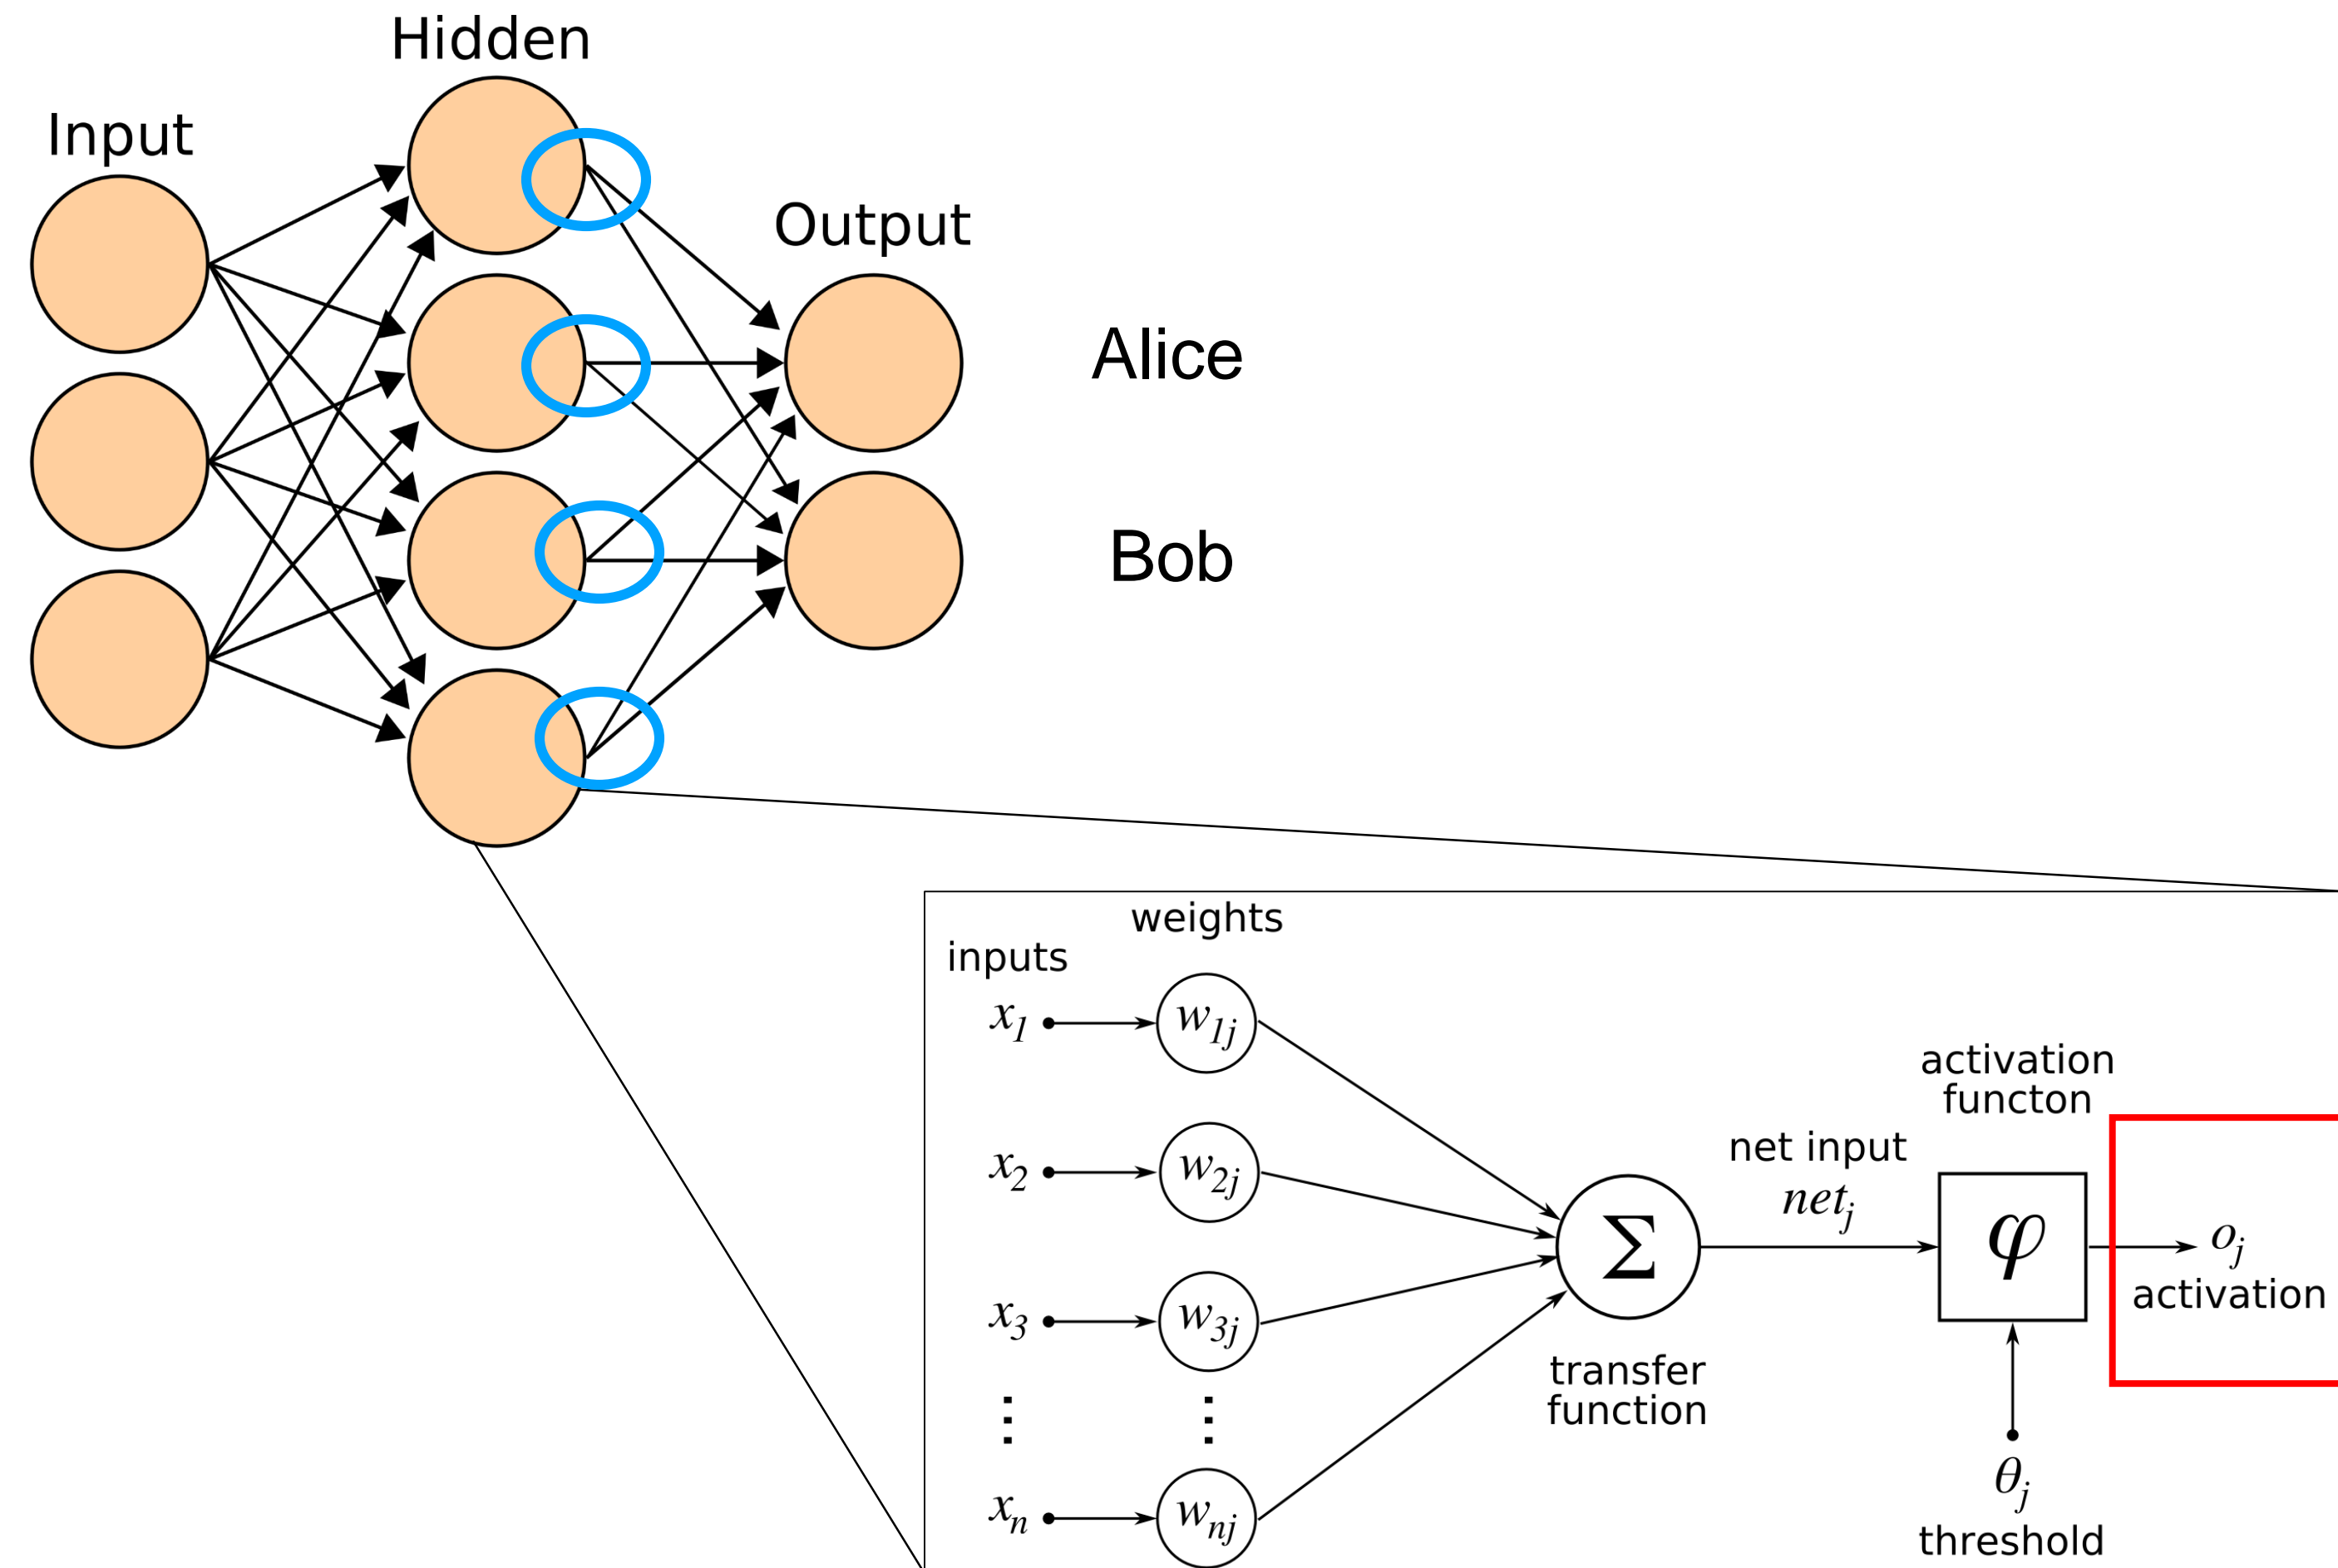 Hidden
Input
Output
Alice
Bob
weights
inputs
x1
w1j
activation
functon
net input
netj
x2
w2j
Σ
φ
oj
activation
x3
w3j
transfer
function
⋮ ⋮
θj
xn
wnj
threshold